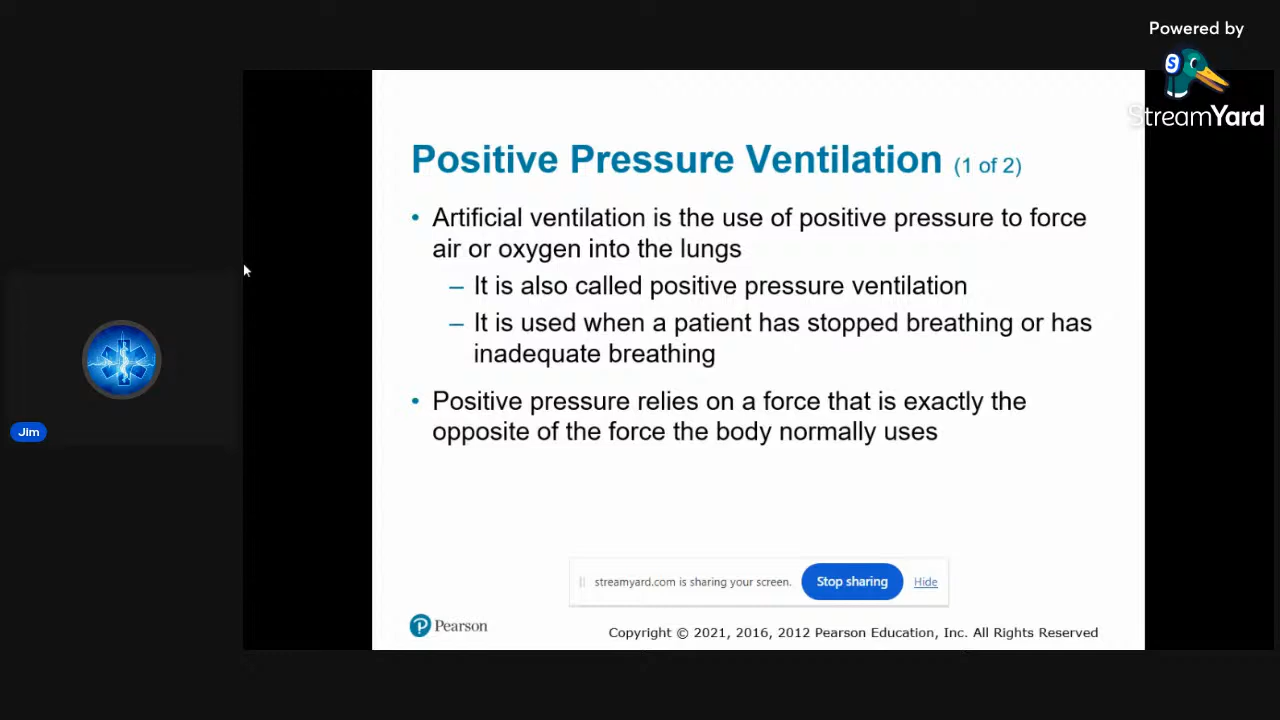 Powered by
StreamYard
Positive Pressure Ventilation (1 of 2)
• Artificial ventilation is the use of positive pressure to force
air or oxygen into the lungs
– It is also called positive pressure ventilation
– It is used when a patient has stopped breathing or has
inadequate breathing
• Positive pressure relies on a force that is exactly the
opposite of the force the body normally uses
Jim
streamyard.com is sharing your screen. Stop sharing Hide
Pearson
Copyright © 2021, 2016, 2012 Pearson Education, Inc. All Rights Reserved